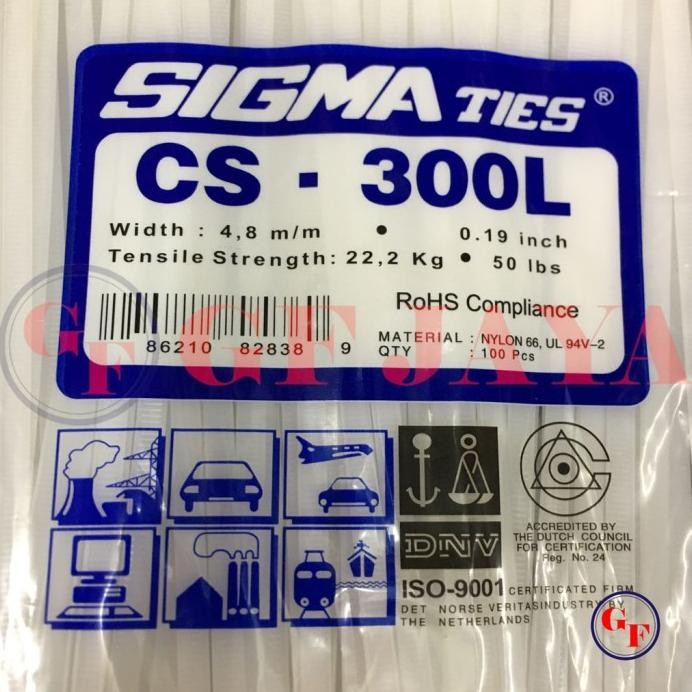 SIGMA TIES ®
CS - 300L
Width : 4,8 m/m • 0.19 inch
Tensile Strength: 22,2 Kg • 50 lbs
RoHS Compliance
86210 82838 9
MATERIAL : NYLON 66, UL 94V-2
QTY : 100 Pcs
GF GF JAYA
DNV
ACCREDITED BY
THE DUTCH COUNCIL
FOR CERTIFICATION
Reg. No. 24
ISO-9001 CERTIFICATED FIRM
DET NORSE VERITASINDUSTRY BY
THE NETHERLANDS
GF